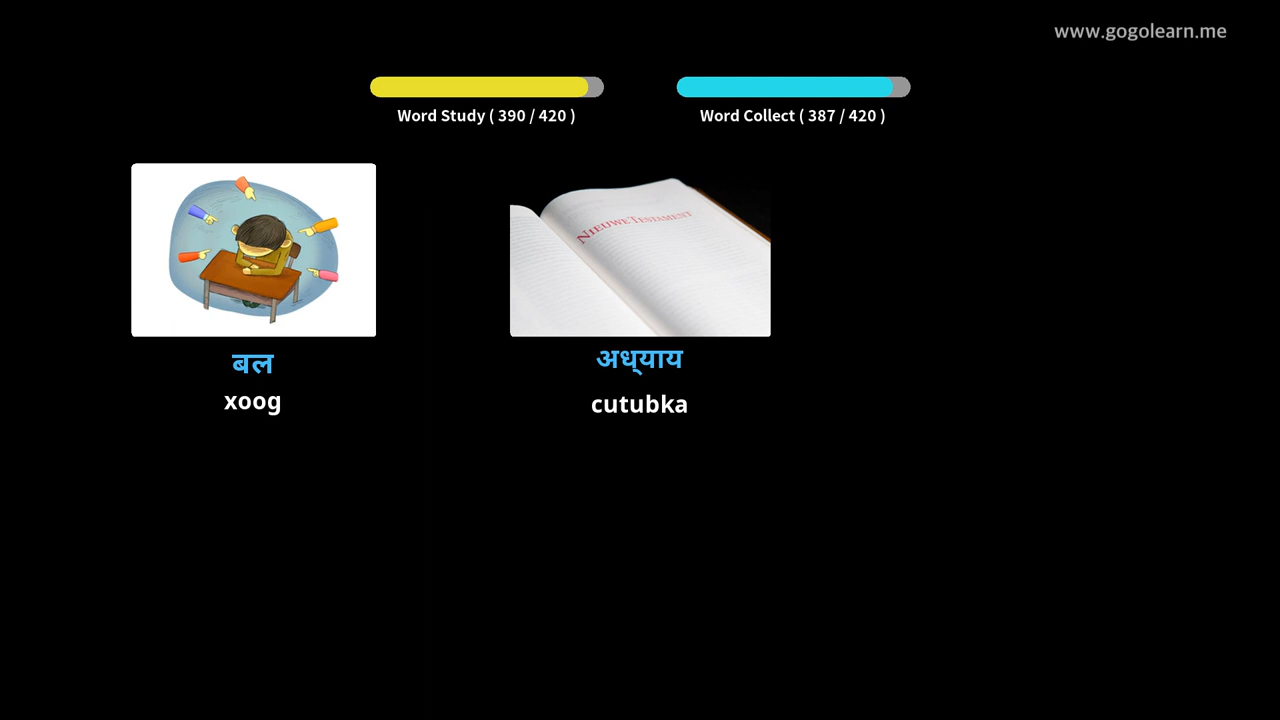 www.gogolearn.me
Word Study ( 390 / 420 )
Word Collect ( 387 / 420 )
NIEUWE TESTAMENT
बल
xoog
अध्याय
cutubka